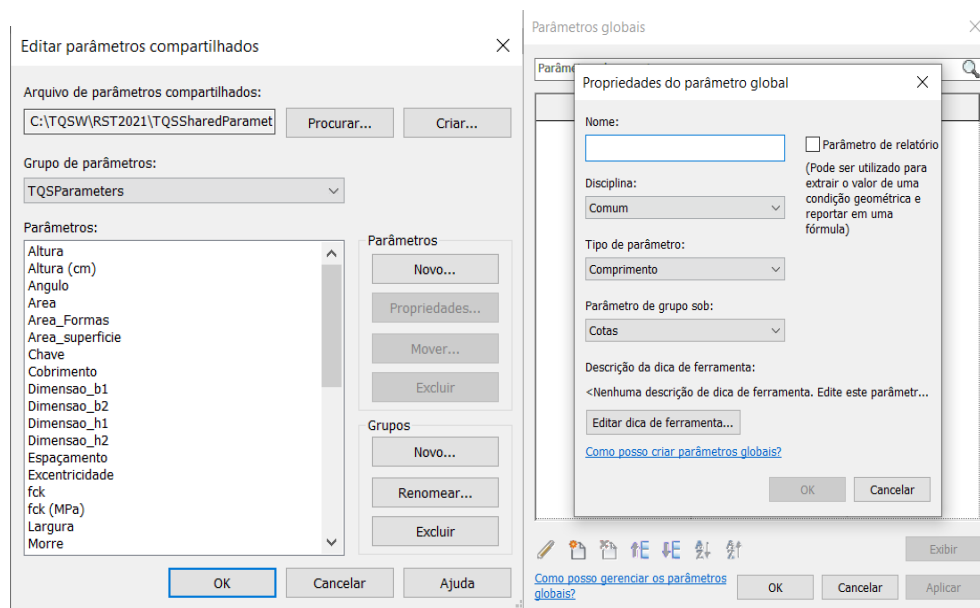 Editar parâmetros compartilhados
Arquivo de parâmetros compartilhados:
C:\TQSW\RST2021\TQSSharedParamet
Procurar...
Criar...
Grupo de parâmetros:
TQSParameters
Parâmetros:
Altura
Altura (cm)
Angulo
Area
Area_Formas
Area_superficie
Chave
Cobrimento
Dimensao_b1
Dimensao_b2
Dimensao_h1
Dimensao_h2
Espaçamento
Excentricidade
fck
fck (MPa)
Largura
Morre
Parâmetros
Novo...
Propriedades...
Mover...
Excluir
Grupos
Novo...
Renomear...
Excluir
OK
Cancelar
Ajuda
Parâmetros globais
Propriedades do parâmetro global
Nome:
Parâmetro de relatório
(Pode ser utilizado para
extrair o valor de uma
condição geométrica e
reportar em uma
fórmula)
Disciplina:
Comum
Tipo de parâmetro:
Comprimento
Parâmetro de grupo sob:
Cotas
Descrição da dica de ferramenta:
<Nenhuma descrição de dica de ferramenta. Edite este parâmetr...
Editar dica de ferramenta...
Como posso criar parâmetros globais?
OK
Cancelar
Exibir
Como posso gerenciar os parâmetros
globais?
OK
Cancelar
Aplicar